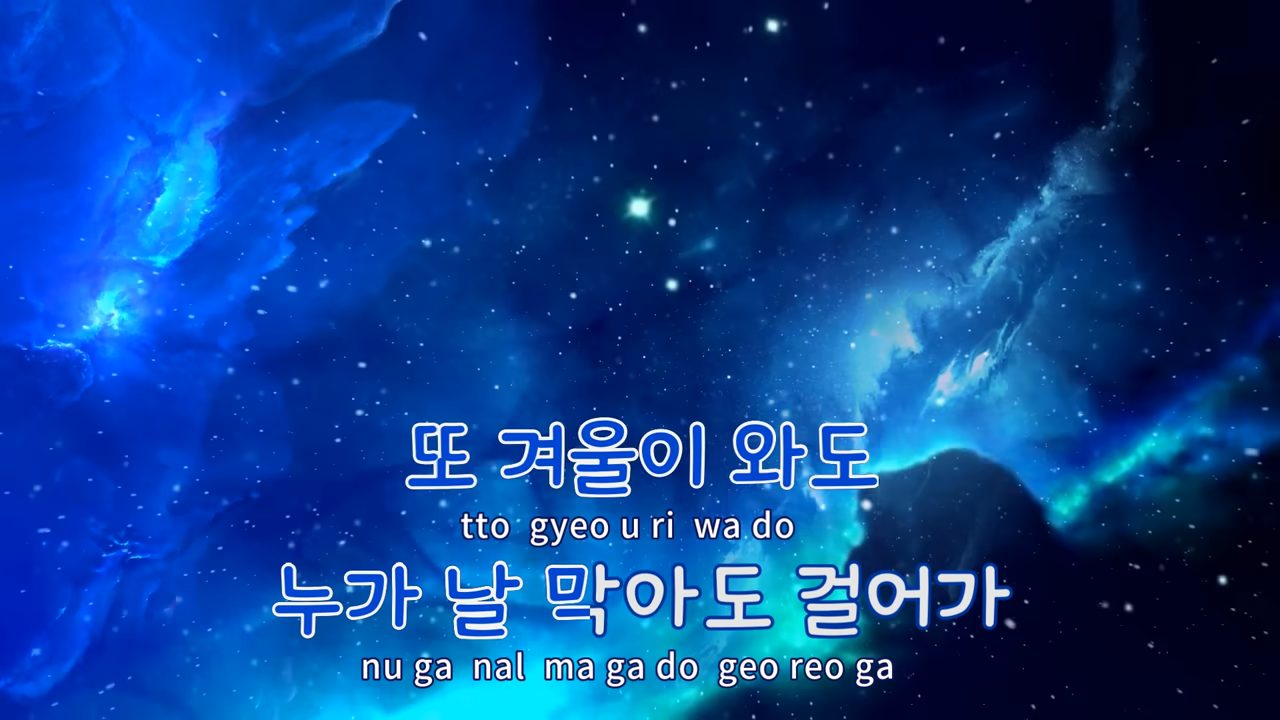 또 겨울이 와도
tto gyeo u ri wa do
누가 날 막아도 걸어가
nu ga nal ma ga do geo reo ga